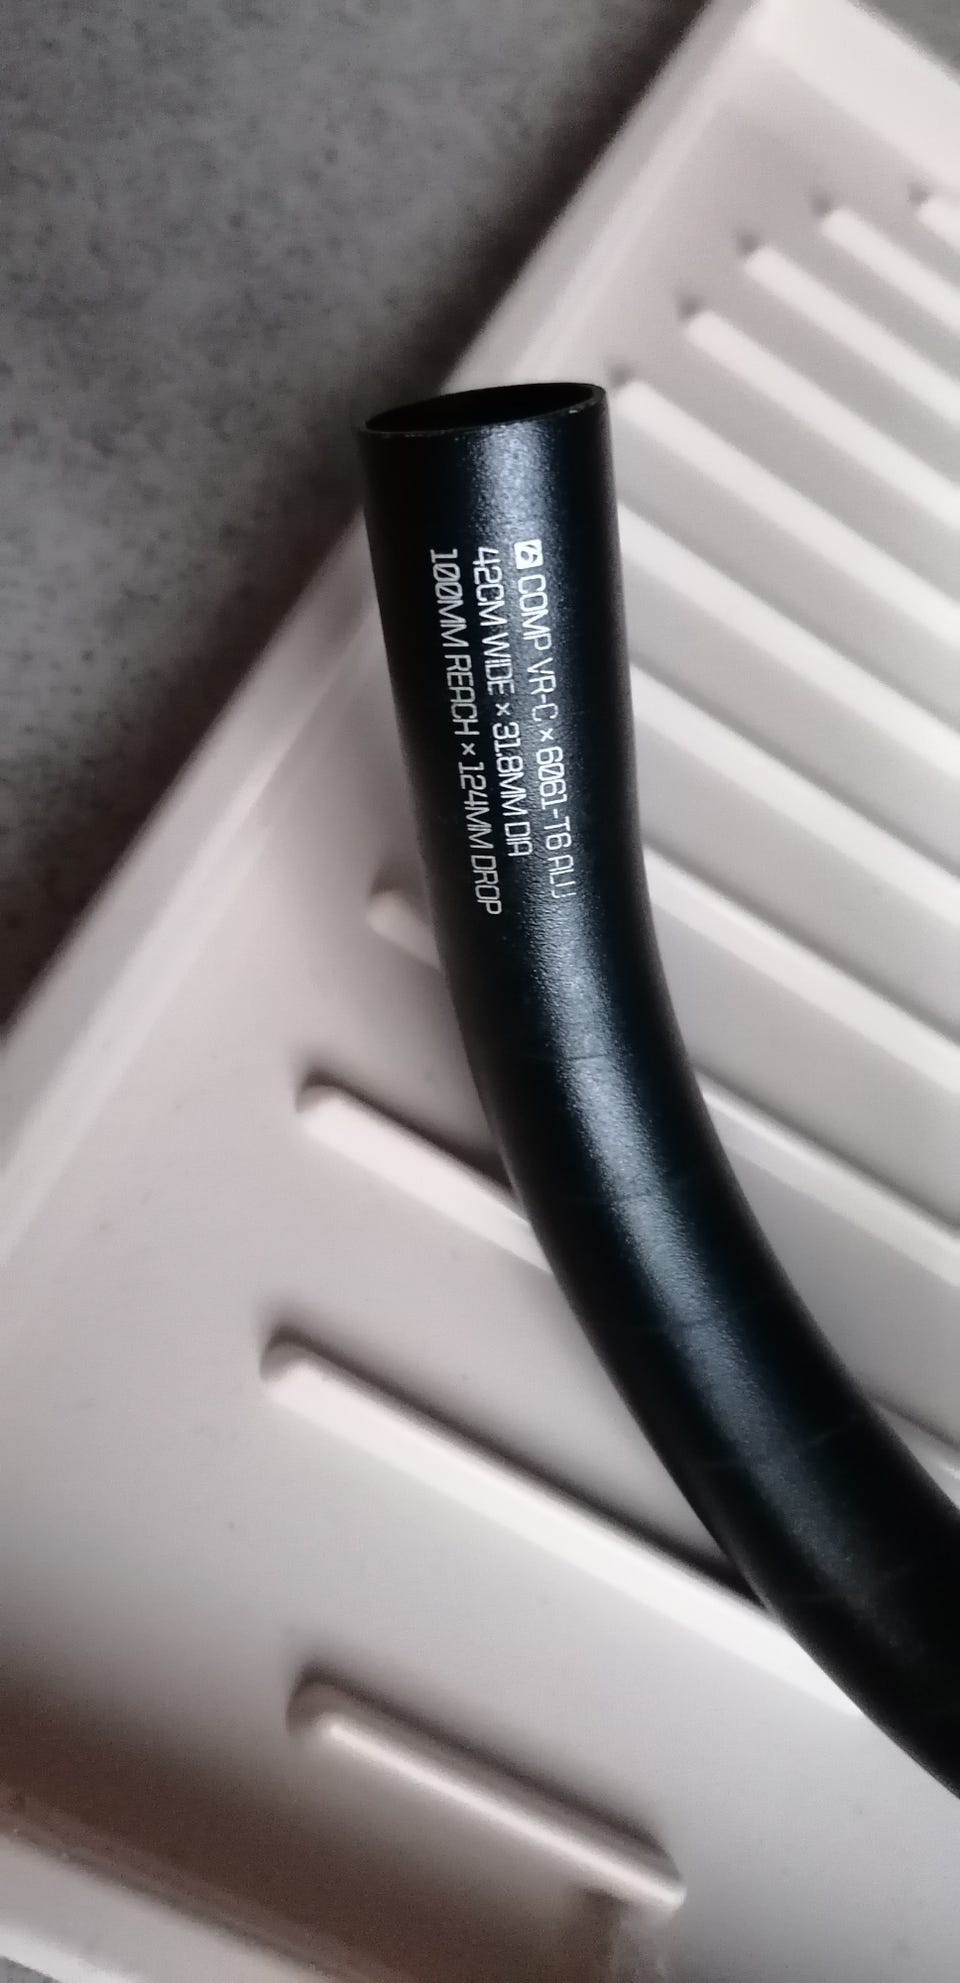 COMP VR-C × 6061-T6 ALU
42CM WIDE × 31.8MM DIA
100MM REACH × 124MM DROP